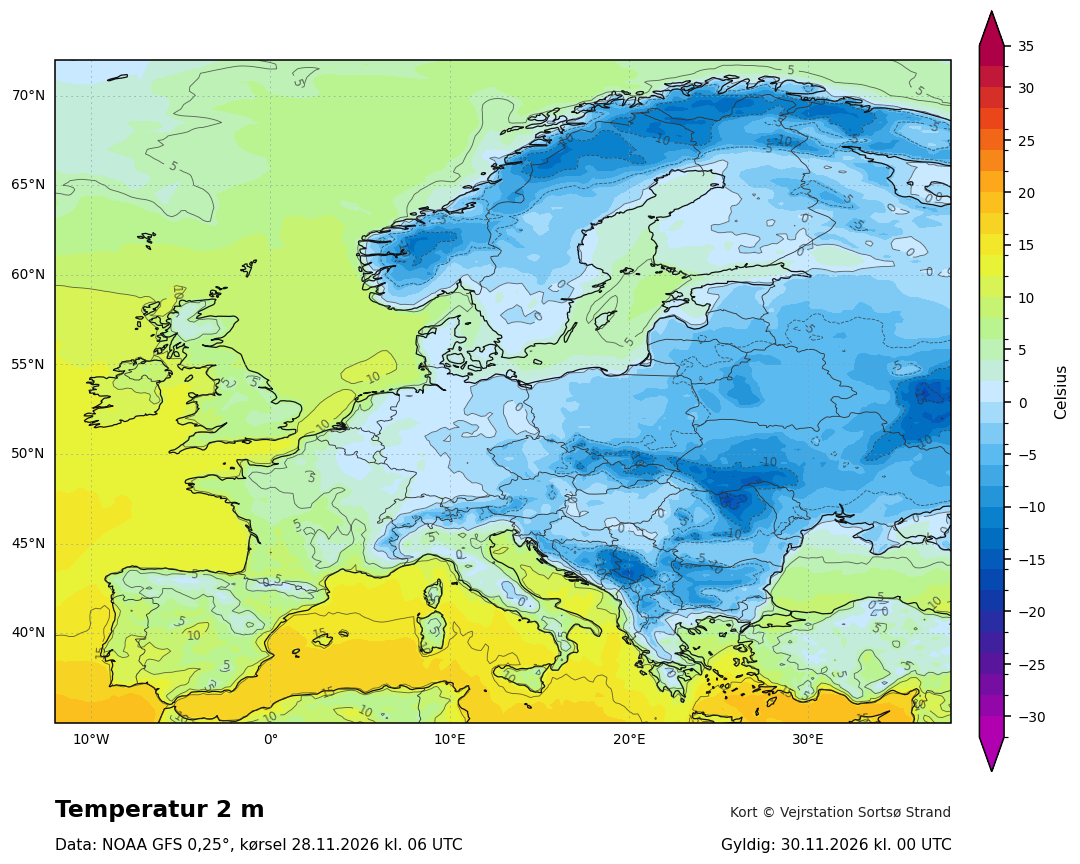 70°N
65°N
60°N
55°N
50°N
45°N
40°N
10°W
0°
10°E
20°E
30°E
35
30
25
20
15
10
5
0
−5
−10
−15
−20
−25
−30
Celsius
Temperatur 2 m
Kort © Vejrstation Sortsø Strand
Data: NOAA GFS 0,25°, kørsel 28.11.2026 kl. 06 UTC
Gyldig: 30.11.2026 kl. 00 UTC